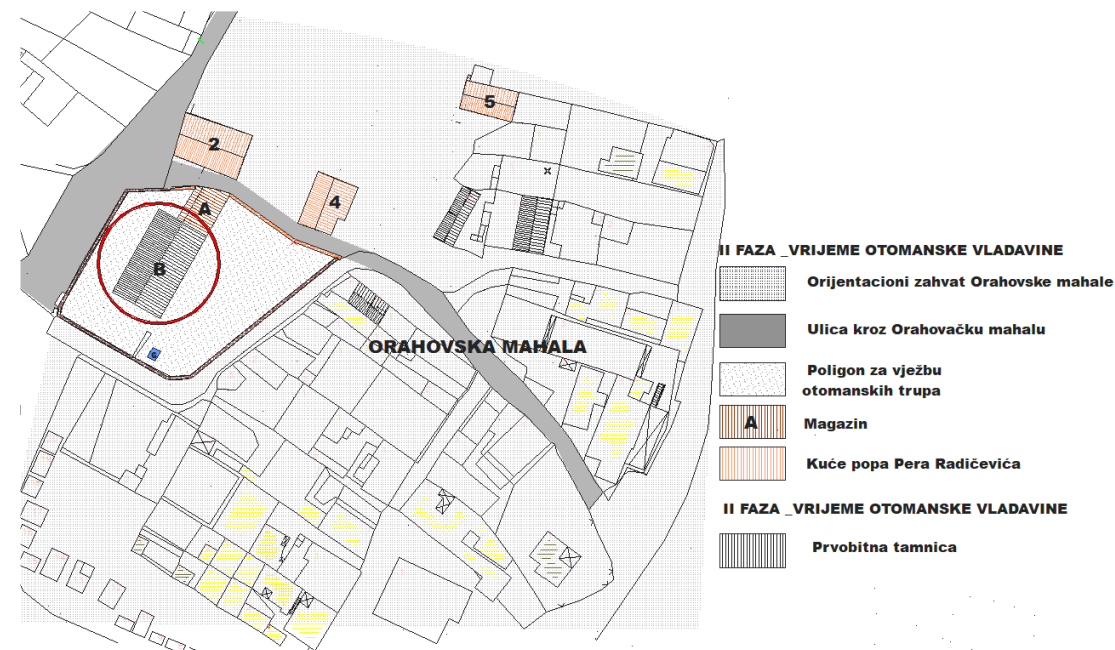 5
2
A
4
B
ORAHOVSKA MAHALA
II FAZA _VRIJEME OTOMANSKE VLADAVINE
Orijentacioni zahvat Orahovske mahale
Ulica kroz Orahovačku mahalu
Poligon za vježbu
otomanskih trupa
A
Magazin
Kuće popa Pera Radičevića
II FAZA _VRIJEME OTOMANSKE VLADAVINE
Prvobitna tamnica